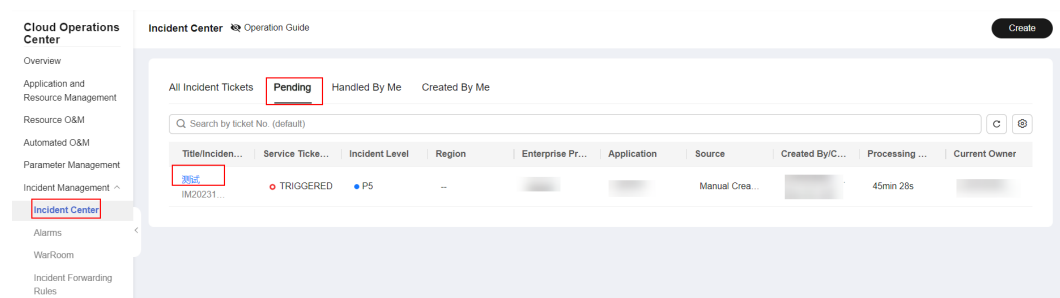 Cloud Operations
Center
Incident Center Operation Guide
Create
Overview
Application and
Resource Management
Resource O&M
Automated O&M
Parameter Management
Incident Management
Incident Center
Alarms
WarRoom
Incident Forwarding
Rules
All Incident Tickets Pending Handled By Me Created By Me
Search by ticket No. (default)
Title/Inciden... Service Ticke... Incident Level Region Enterprise Pr... Application Source Created By/C... Processing ... Current Owner
测试 TRIGGERED P5 -- Manual Crea... 45min 28s
IM20231...